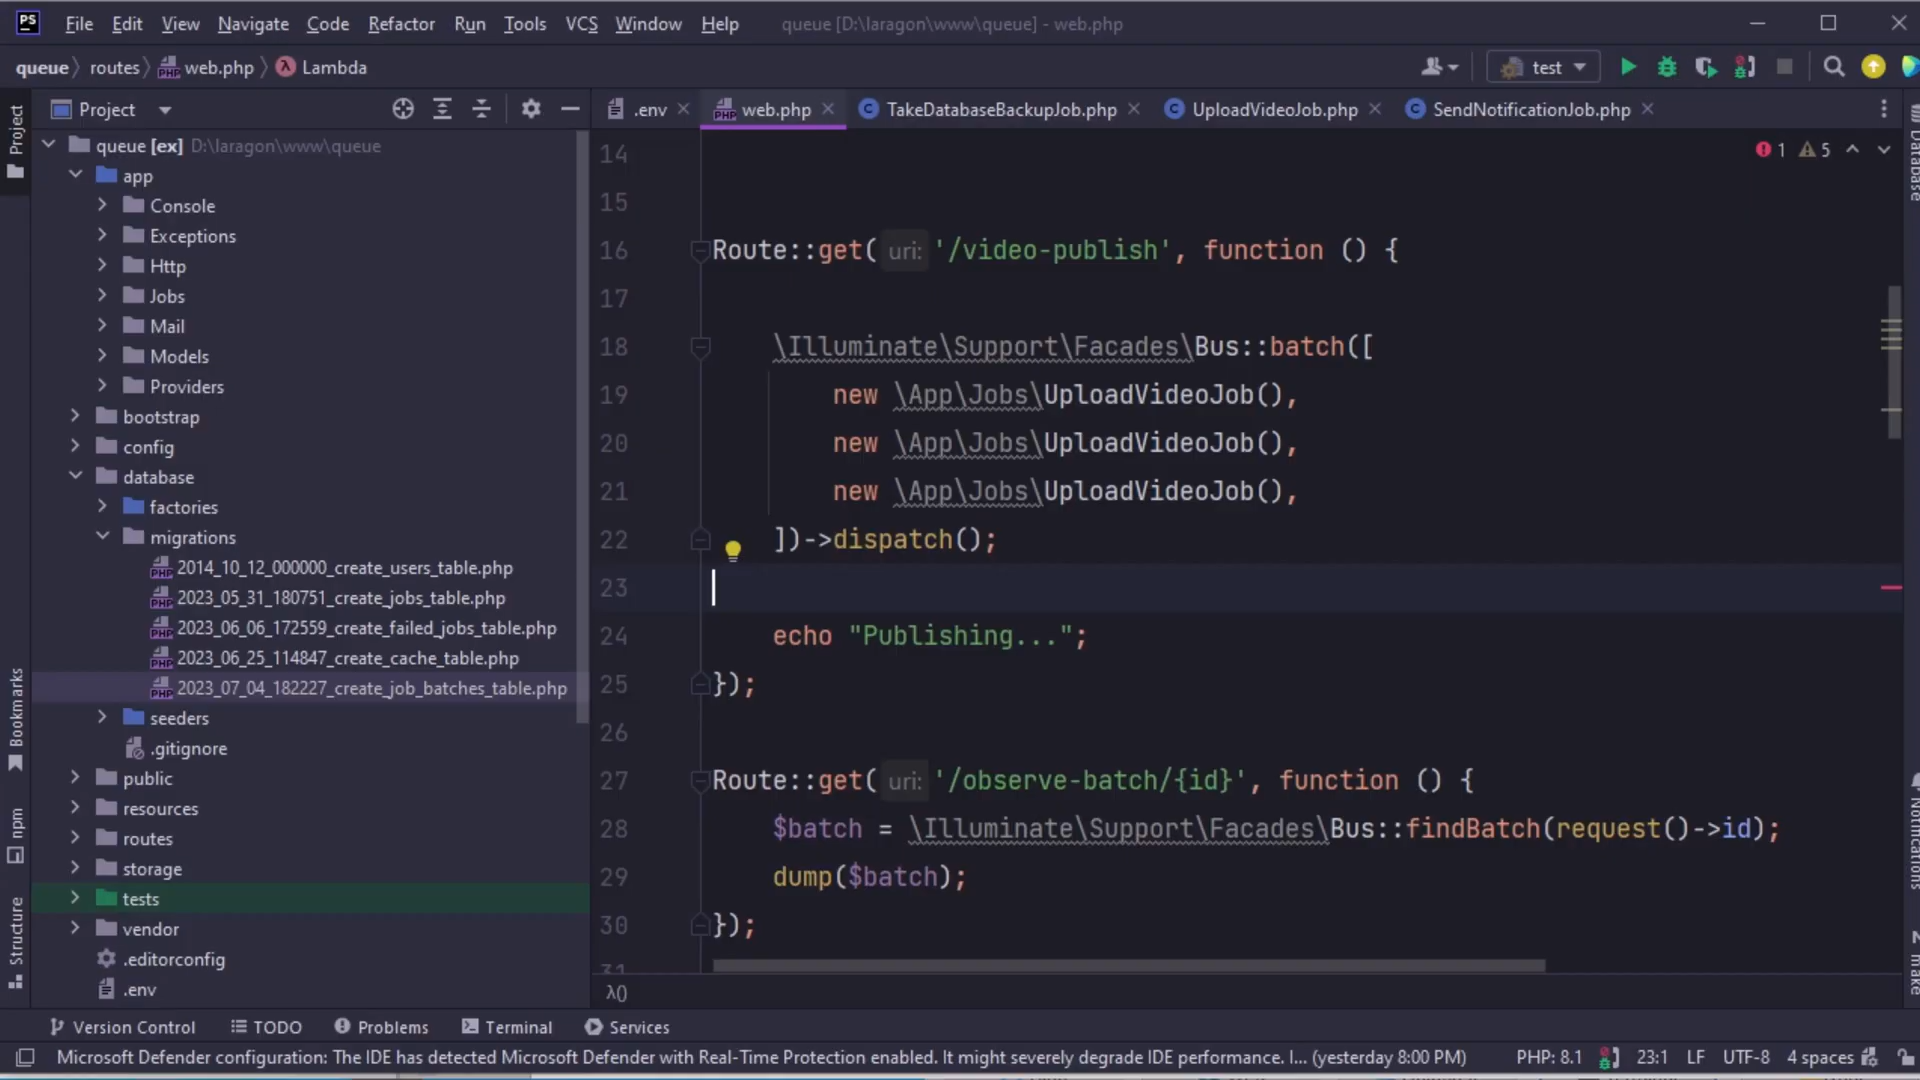 PS File Edit View Navigate Code Refactor Run Tools VCS Window Help queue [D:\laragon\www\queue] - web.php
queue routes web.php Lambda test
Project
.env web.php TakeDatabaseBackupJob.php UploadVideoJob.php SendNotificationJob.php
Project
queue [ex] D:\laragon\www\queue
app
Console
Exceptions
Http
Jobs
Mail
Models
Providers
bootstrap
config
database
factories
migrations
2014_10_12_000000_create_users_table.php
2023_05_31_180751_create_jobs_table.php
2023_06_06_172559_create_failed_jobs_table.php
2023_06_25_114847_create_cache_table.php
2023_07_04_182227_create_job_batches_table.php
seeders
.gitignore
public
resources
routes
storage
tests
vendor
.editorconfig
.env
Bookmarks
npm
Structure
1 5
14
15
16 Route::get( uri: '/video-publish', function () {
17
18 \Illuminate\Support\Facades\Bus::batch([
19 new \App\Jobs\UploadVideoJob(),
20 new \App\Jobs\UploadVideoJob(),
21 new \App\Jobs\UploadVideoJob(),
22 ])->dispatch();
23
24 echo "Publishing...";
25 });
26
27 Route::get( uri: '/observe-batch/{id}', function () {
28 $batch = \Illuminate\Support\Facades\Bus::findBatch(request()->id);
29 dump($batch);
30 });
31
λ()
Database
Notifications
make
Version Control TODO Problems Terminal Services
Microsoft Defender configuration: The IDE has detected Microsoft Defender with Real-Time Protection enabled. It might severely degrade IDE performance. I... (yesterday 8:00 PM) PHP: 8.1 23:1 LF UTF-8 4 spaces